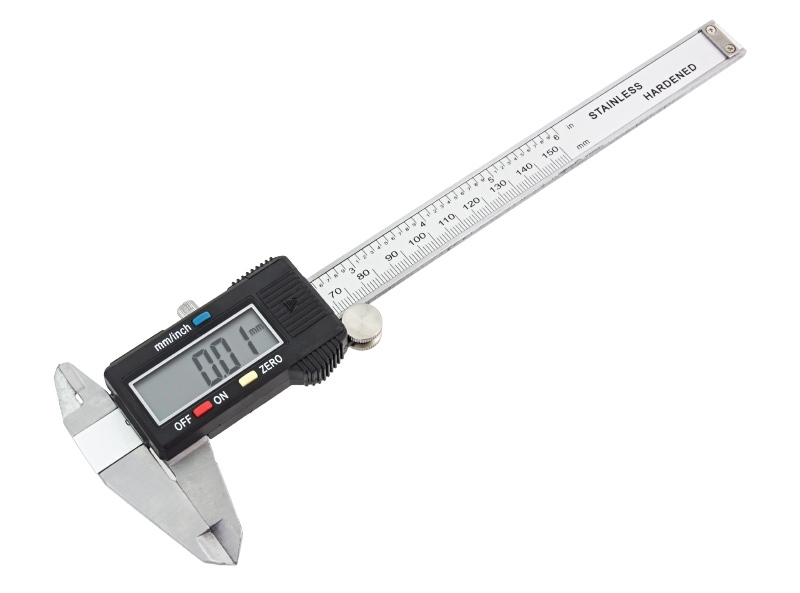 STAINLESS
HARDENED
in
mm
3 4 5 6
70 80 90 100 110 120 130 140 150
mm/inch
0.01 mm
OFF ON ZERO